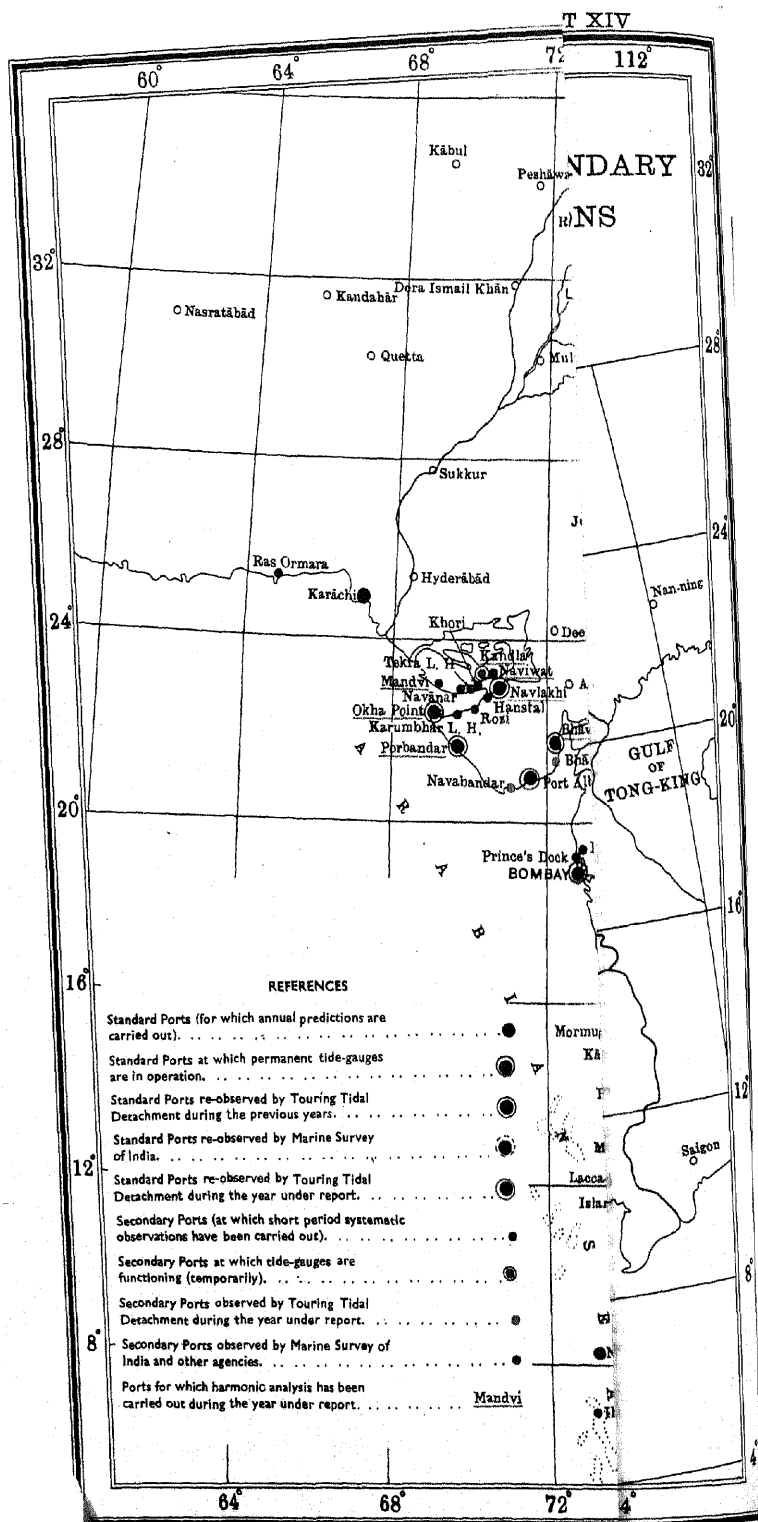 T XIV
60°
64°
68°
72
112°
NDARY
NS
32°
28°
24°
20°
16°
12°
8°
4°
32°
28°
24°
20°
16°
12°
8°
Kābul
Peshāwa
Dera Ismail Khān
Kandahār
Nasratābād
Quetta
Mul
Sukkur
Ras Ormara
Karāchi
Hyderābād
Khori
Dee
Nan-ning
Tekra L. H.
Kandla
Naviwat
Mandvi
Navanar
Navlakhi
Okha Point
Hanstal
Rozi
Karumbhar L. H.
Porbandar
Bhav
Bhā
Navabandar
Port Alb
GULF
OF
TONG-KING
Prince's Dock
BOMBAY
A R A B I A N S
Mormug
Kā
Lacca
Islan
Saigon
REFERENCES
Standard Ports (for which annual predictions are
carried out).
Standard Ports at which permanent tide-gauges
are in operation.
Standard Ports re-observed by Touring Tidal
Detachment during the previous years.
Standard Ports re-observed by Marine Survey
of India.
Standard Ports re-observed by Touring Tidal
Detachment during the year under report.
Secondary Ports (at which short period systematic
observations have been carried out).
Secondary Ports at which tide-gauges are
functioning (temporarily).
Secondary Ports observed by Touring Tidal
Detachment during the year under report.
Secondary Ports observed by Marine Survey of
India and other agencies.
Ports for which harmonic analysis has been
carried out during the year under report. Mandvi
64°
68°
72°
4°